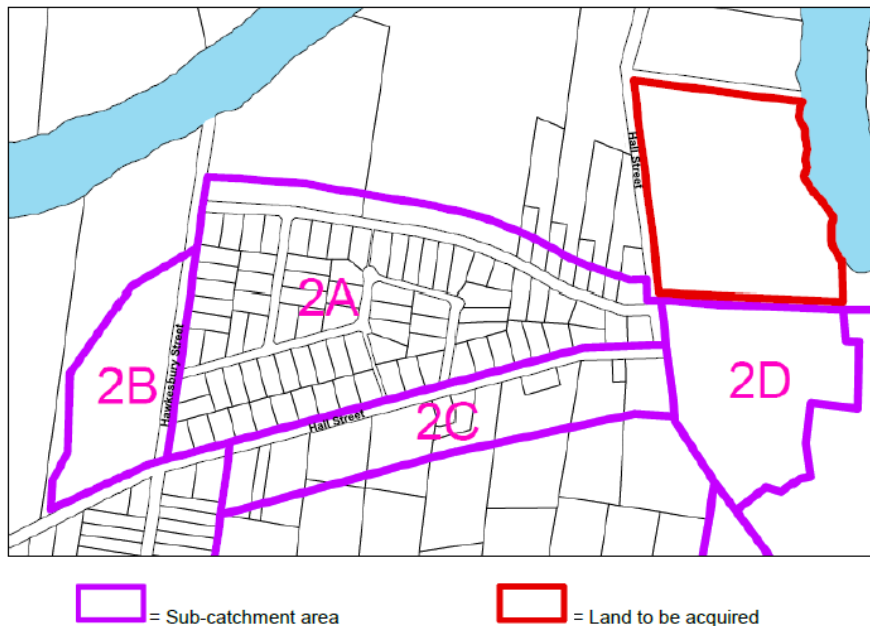 Hall Street
2A
2B
Hawkesbury Street
2D
Hall Street
2C
= Sub-catchment area
= Land to be acquired